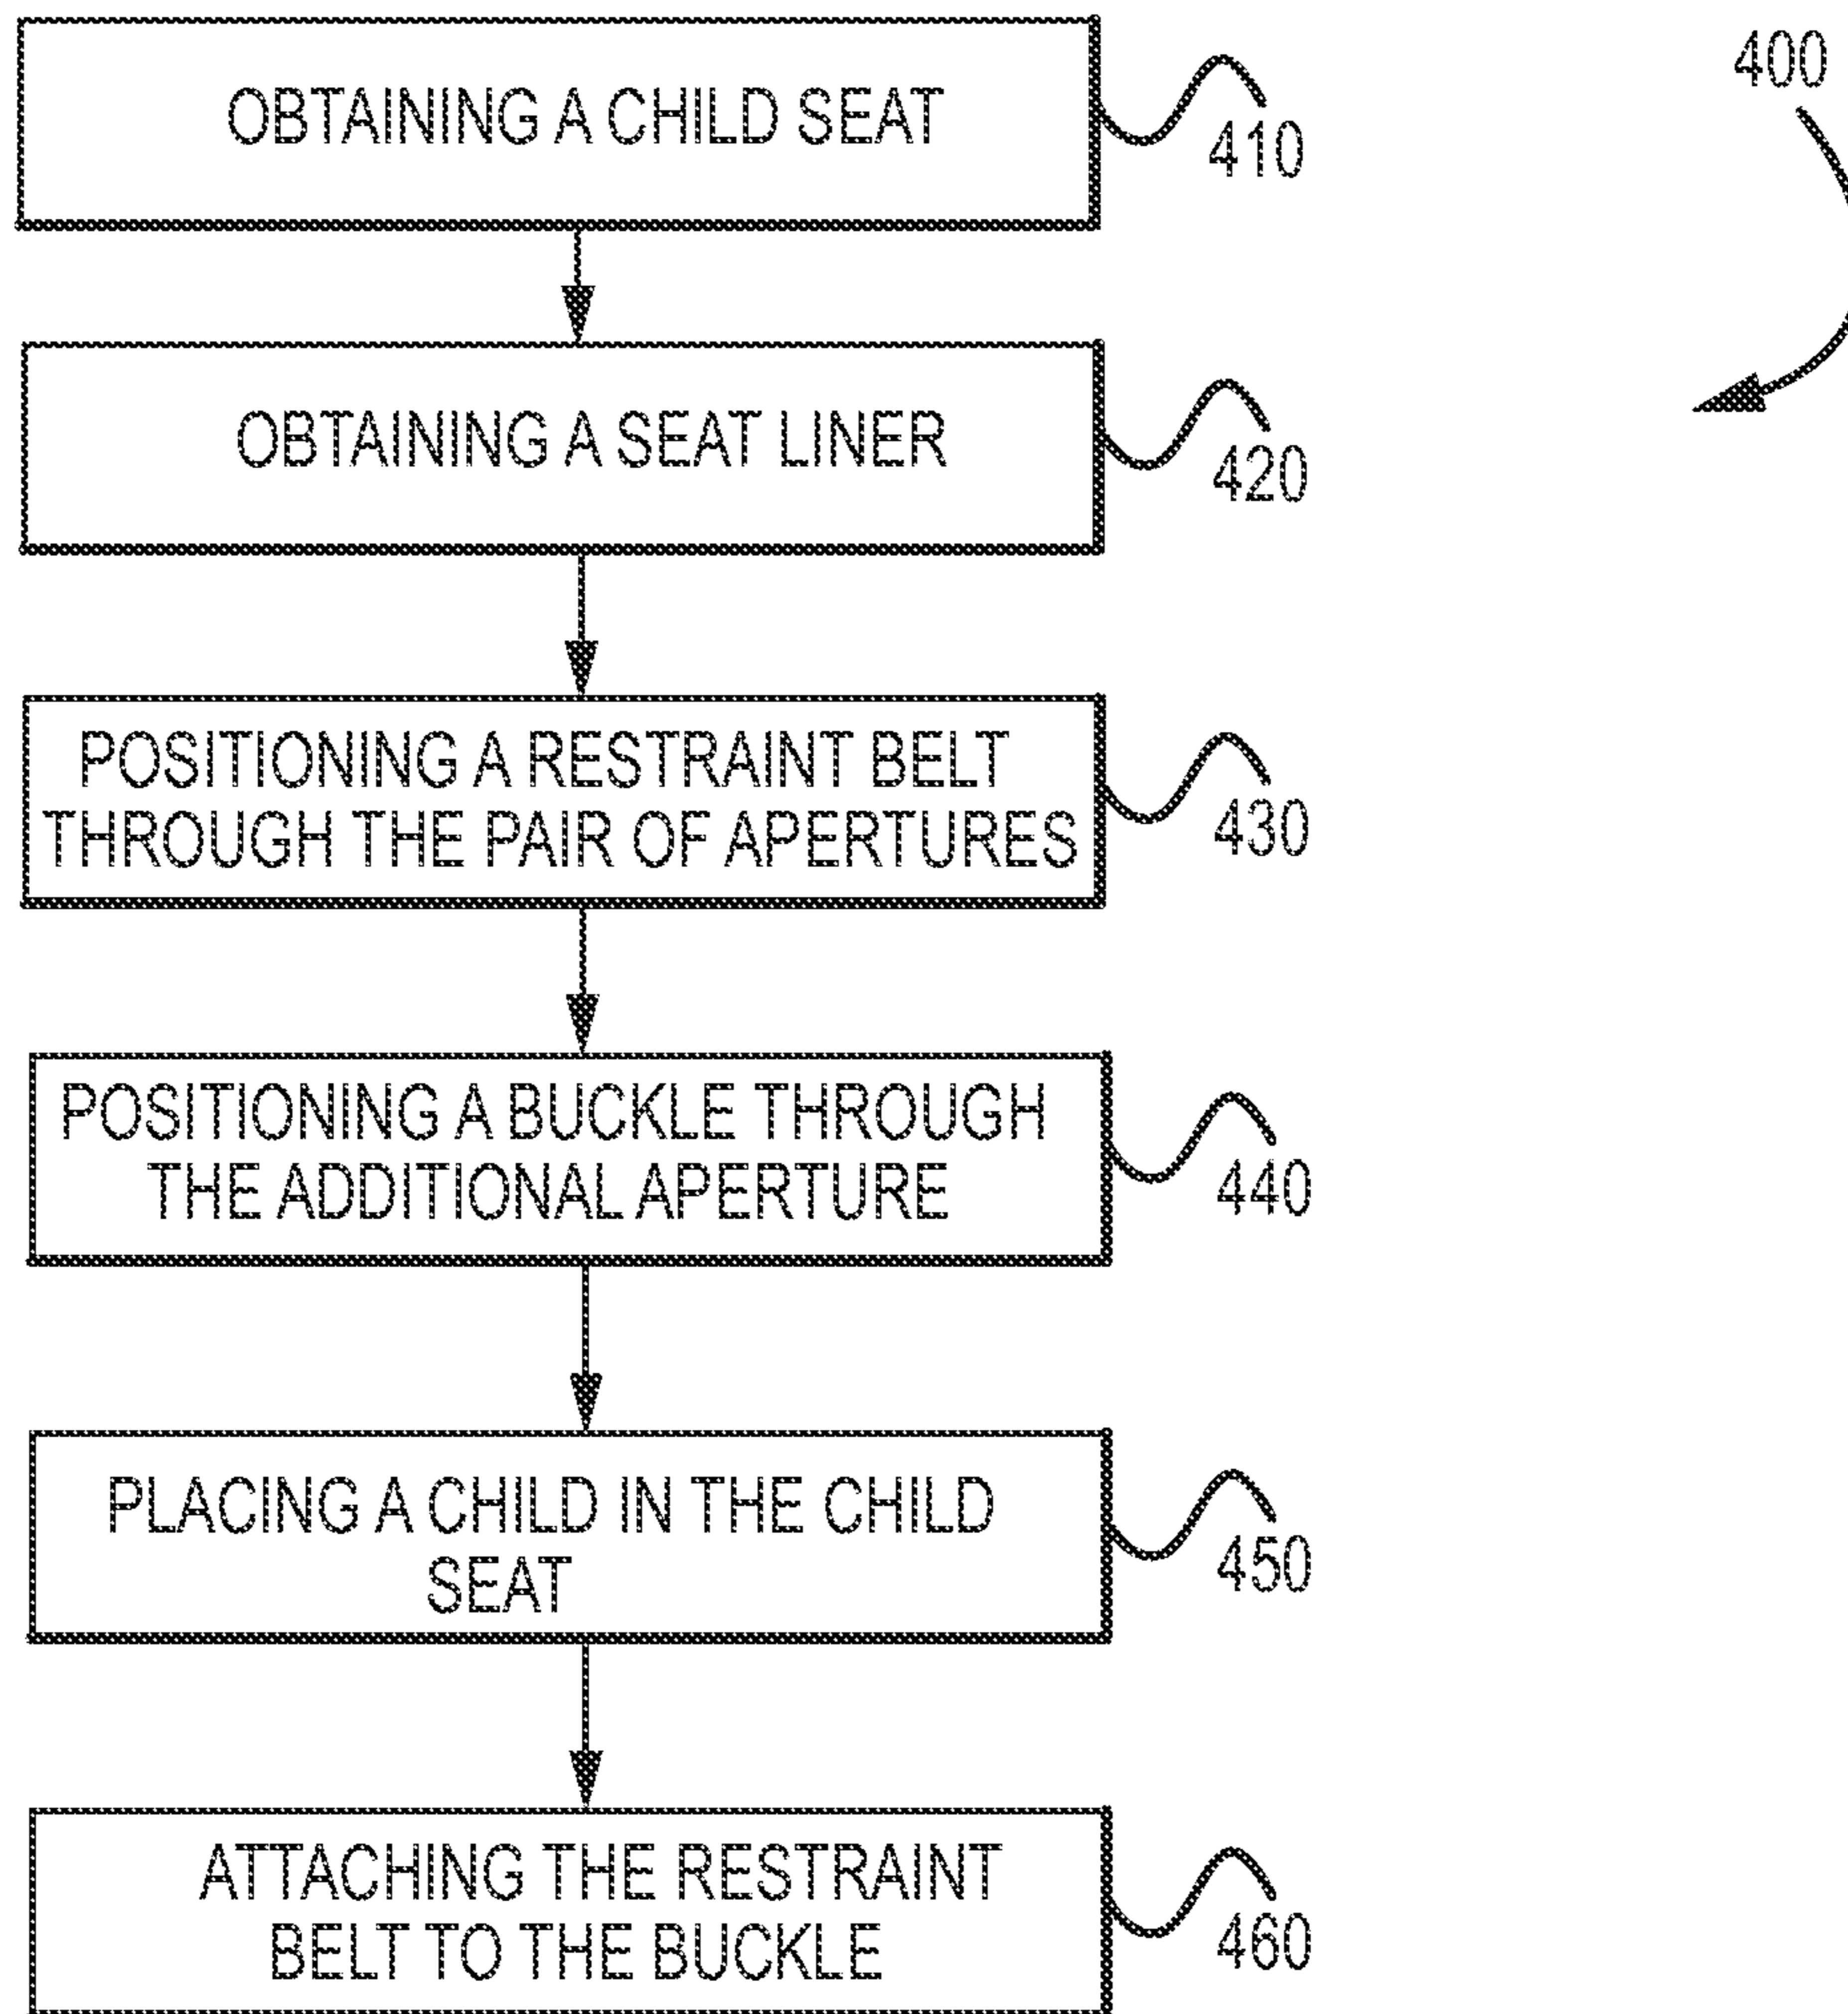 OBTAINING A CHILD SEAT
410
400
OBTAINING A SEAT LINER
420
POSITIONING A RESTRAINT BELT
THROUGH THE PAIR OF APERTURES
430
POSITIONING A BUCKLE THROUGH
THE ADDITIONAL APERTURE
440
PLACING A CHILD IN THE CHILD
SEAT
450
ATTACHING THE RESTRAINT
BELT TO THE BUCKLE
460